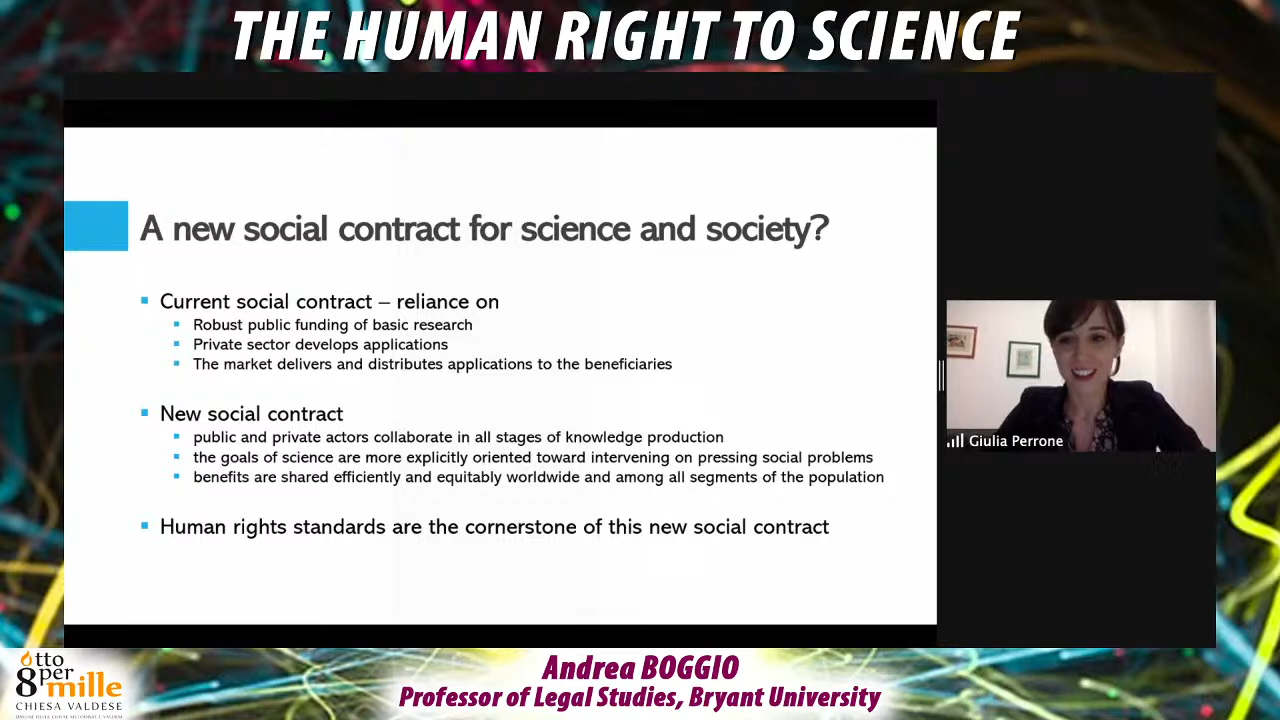 THE HUMAN RIGHT TO SCIENCE
A new social contract for science and society?
Current social contract – reliance on
Robust public funding of basic research
Private sector develops applications
The market delivers and distributes applications to the beneficiaries
New social contract
public and private actors collaborate in all stages of knowledge production
the goals of science are more explicitly oriented toward intervening on pressing social problems
benefits are shared efficiently and equitably worldwide and among all segments of the population
Human rights standards are the cornerstone of this new social contract
Giulia Perrone
otto
per
8 mille
CHIESA VALDESE
Andrea BOGGIO
Professor of Legal Studies, Bryant University